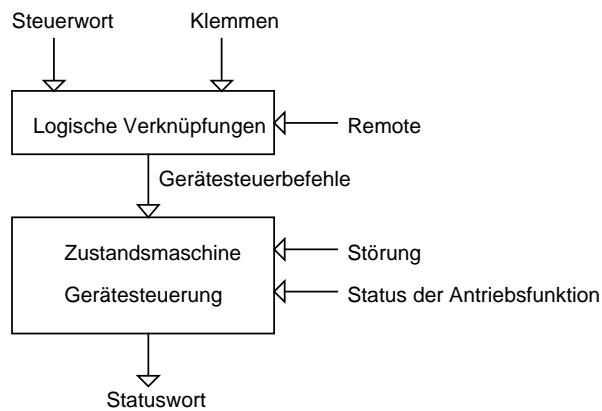 Steuerwort
Klemmen
Logische Verknüpfungen
Remote
Gerätesteuerbefehle
Zustandsmaschine
Störung
Gerätesteuerung
Status der Antriebsfunktion
Statuswort